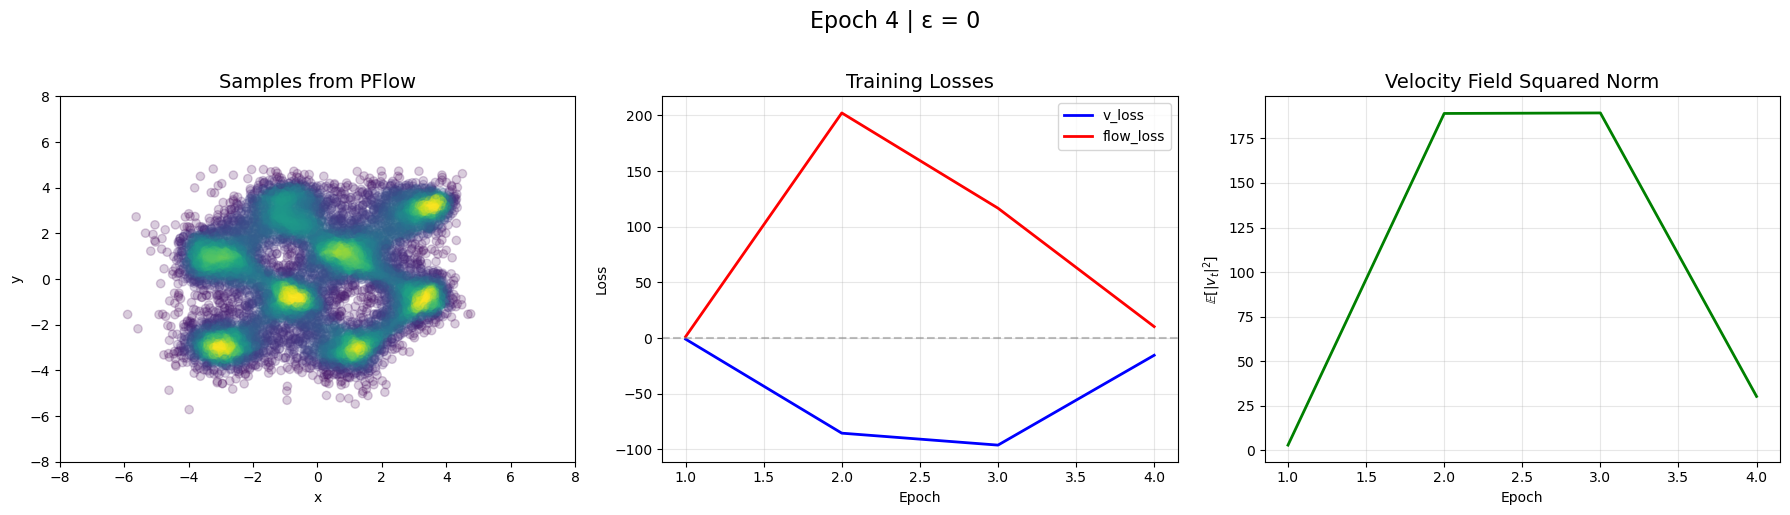 Epoch 4 | ε = 0
Samples from PFlow
8
6
4
2
0
−2
−4
−6
−8
y
−8 −6 −4 −2 0 2 4 6 8
x
Training Losses
v_loss
flow_loss
200
150
100
50
0
−50
−100
Loss
1.0 1.5 2.0 2.5 3.0 3.5 4.0
Epoch
Velocity Field Squared Norm
175
150
125
100
75
50
25
0
𝔼[|v_t|²]
1.0 1.5 2.0 2.5 3.0 3.5 4.0
Epoch